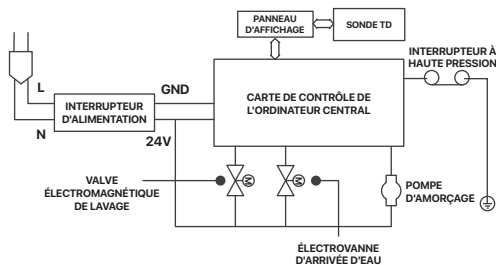 PANNEAU
D'AFFICHAGE
SONDE TD
INTERRUPTEUR À
HAUTE PRESSION
L
GND
INTERRUPTEUR
D'ALIMENTATION
CARTE DE CONTRÔLE DE
L'ORDINATEUR CENTRAL
N
24V
M
M
VALVE
ÉLECTROMAGNÉTIQUE
DE LAVAGE
POMPE
D'AMORÇAGE
ÉLECTROVANNE
D'ARRIVÉE D'EAU